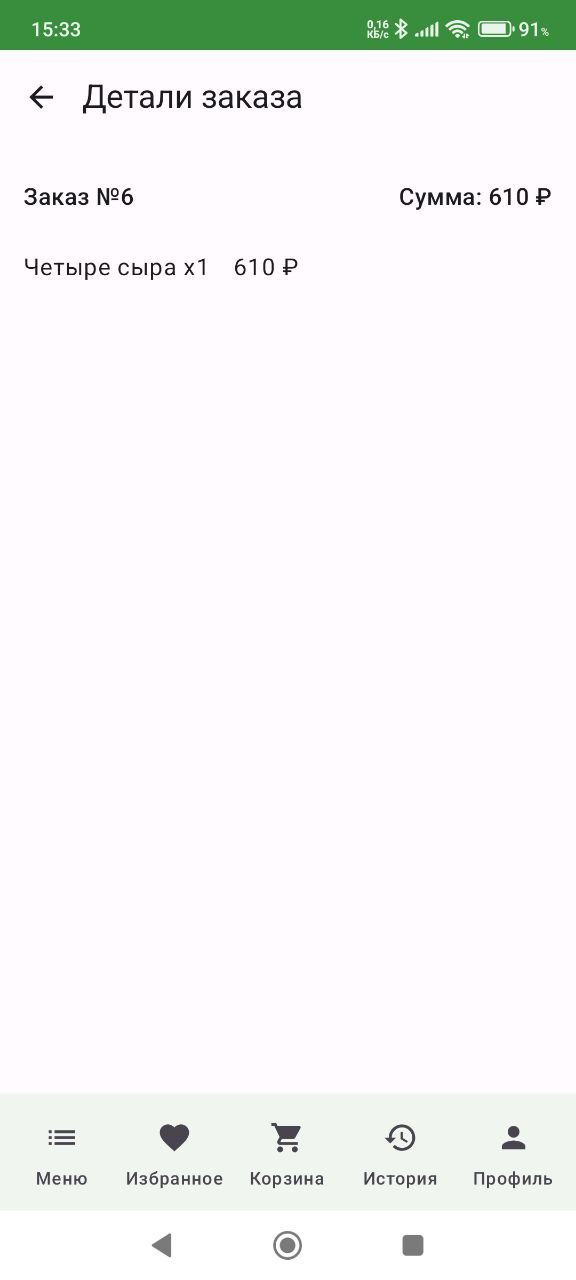 15:33 0,16 КБ/с 91%
Детали заказа
Заказ №6 Сумма: 610 ₽
Четыре сыра x1 610 ₽
Меню Избранное Корзина История Профиль